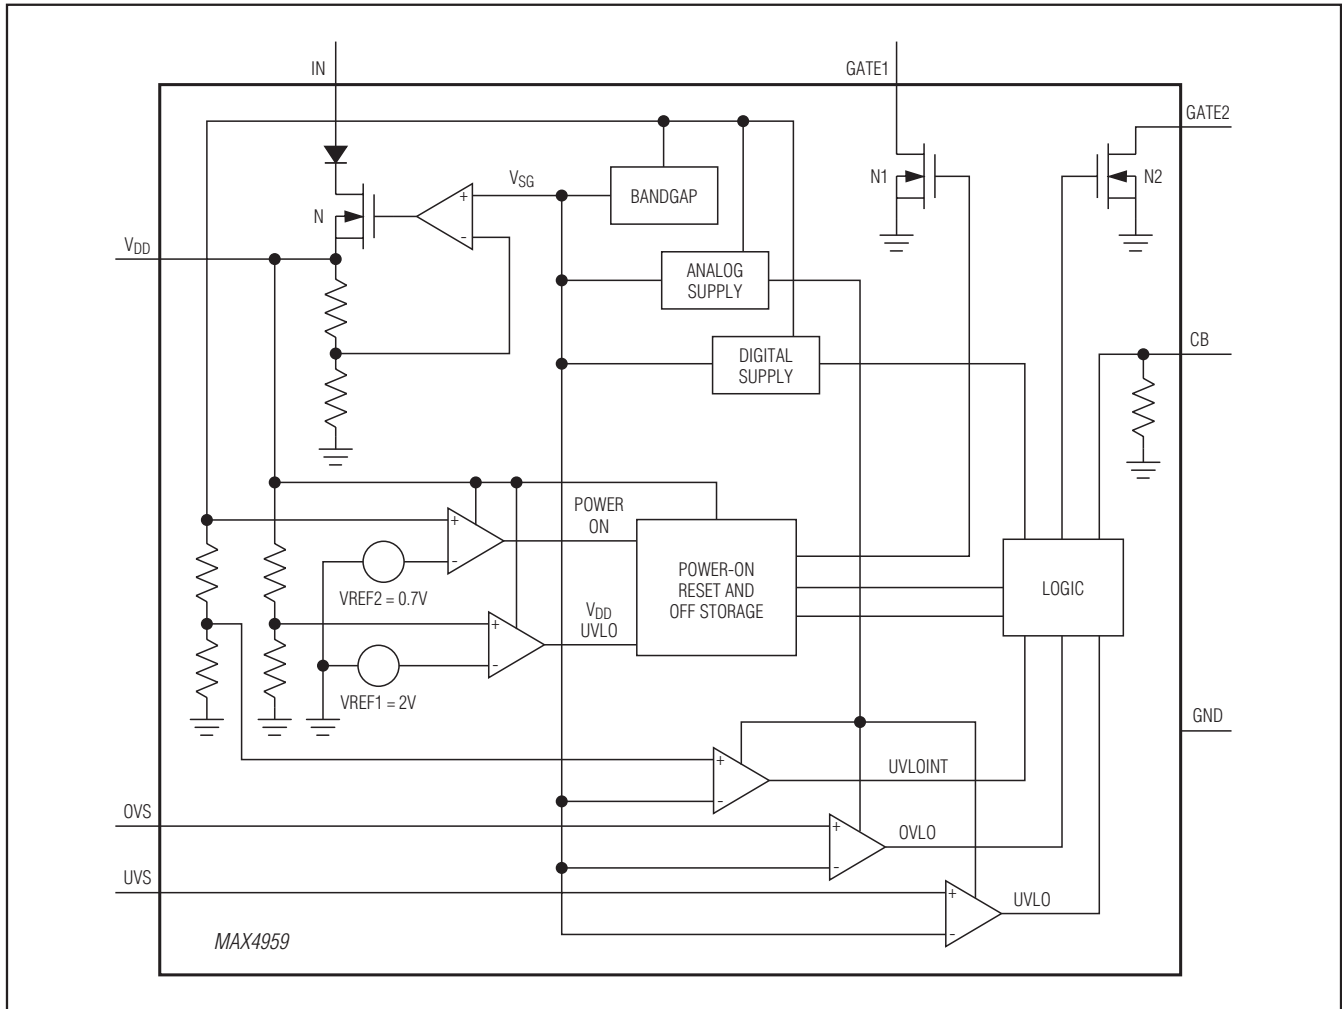 IN
GATE1
GATE2
VSG
BANDGAP
N
+
-
N1
N2
VDD
ANALOG
SUPPLY
CB
DIGITAL
SUPPLY
POWER
ON
+
-
VREF2 = 0.7V
POWER-ON
RESET AND
OFF STORAGE
LOGIC
VDD
UVLO
+
-
VREF1 = 2V
GND
+
-
UVLOINT
OVS
+
-
OVLO
UVS
+
-
UVLO
MAX4959